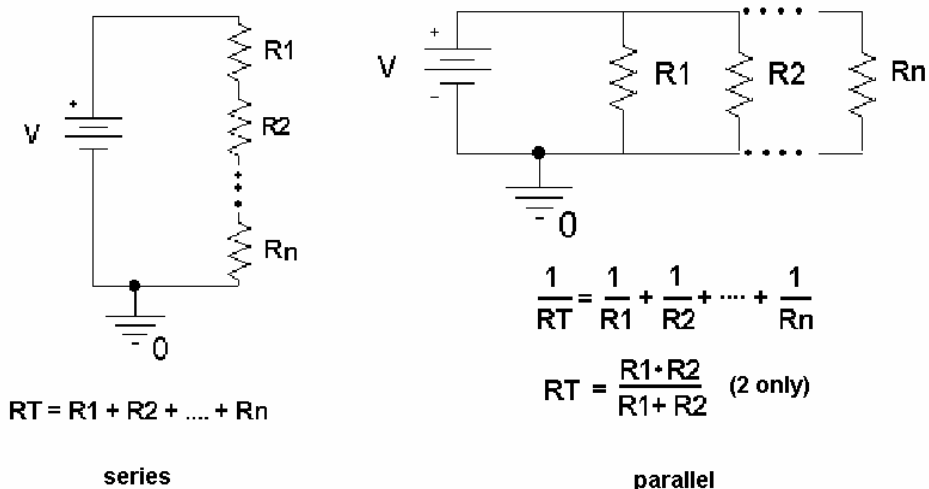 V
+
R1
R2
Rn
0
RT = R1 + R2 + .... + Rn
series
V
+
−
R1
R2
Rn
0
1/RT = 1/R1 + 1/R2 + .... + 1/Rn
RT = R1·R2/R1+R2 (2 only)
parallel